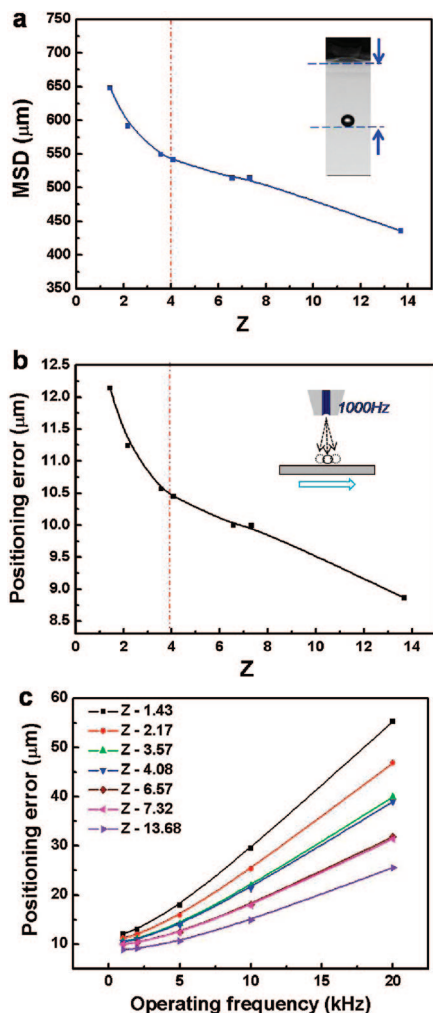 a
750
700
650
600
550
500
450
400
350
MSD (μm)
0 2 4 6 8 10 12 14
Z
b
12.5
12.0
11.5
11.0
10.5
10.0
9.5
9.0
8.5
Positioning error (μm)
1000Hz
0 2 4 6 8 10 12 14
Z
c
60
50
40
30
20
10
Positioning error (μm)
Z - 1.43
Z - 2.17
Z - 3.57
Z - 4.08
Z - 6.57
Z - 7.32
Z - 13.68
0 5 10 15 20
Operating frequency (kHz)